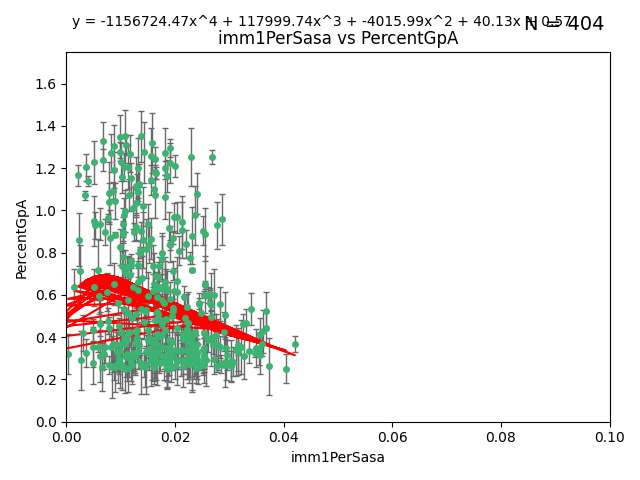 y = -1156724.47x^4 + 117999.74x^3 + -4015.99x^2 + 40.13x + 0.57
N = 404
imm1PerSasa vs PercentGpA
PercentGpA
1.6
1.4
1.2
1.0
0.8
0.6
0.4
0.2
0.0
0.00 0.02 0.04 0.06 0.08 0.10
imm1PerSasa